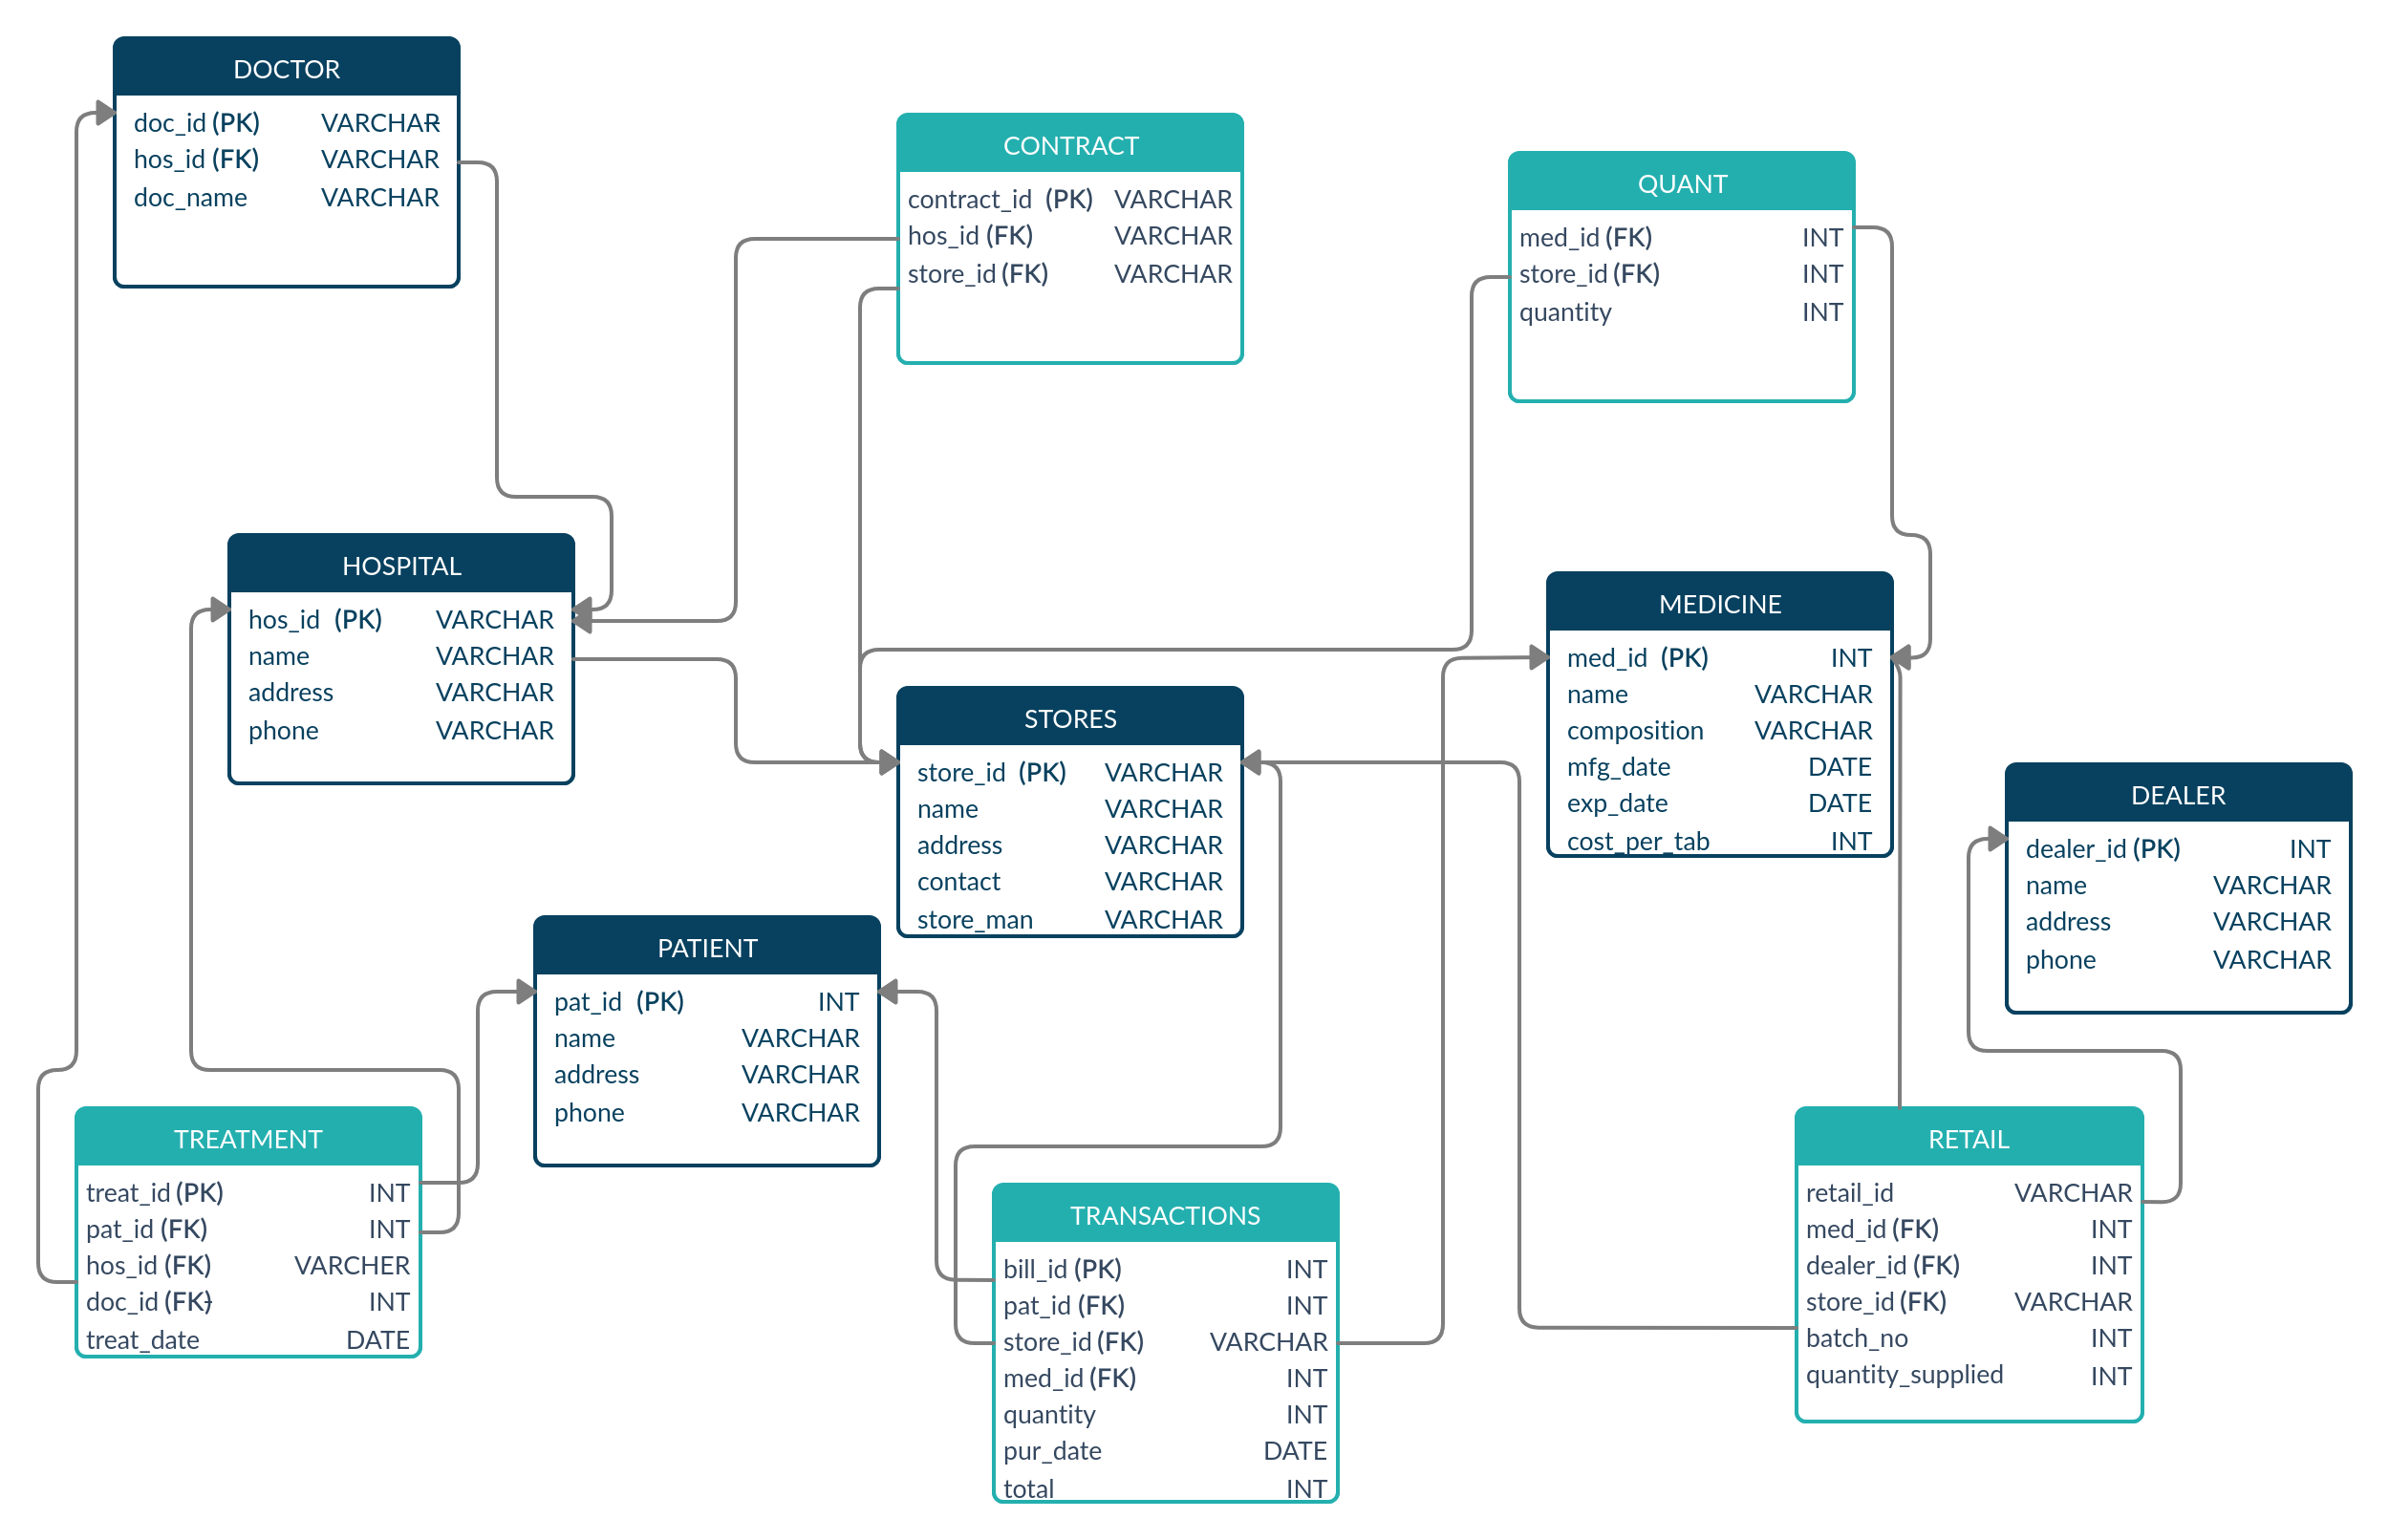 DOCTOR
doc_id (PK) VARCHAR
hos_id (FK) VARCHAR
doc_name VARCHAR
CONTRACT
contract_id (PK) VARCHAR
hos_id (FK) VARCHAR
store_id (FK) VARCHAR
QUANT
med_id (FK) INT
store_id (FK) INT
quantity INT
HOSPITAL
hos_id (PK) VARCHAR
name VARCHAR
address VARCHAR
phone VARCHAR
STORES
store_id (PK) VARCHAR
name VARCHAR
address VARCHAR
contact VARCHAR
store_man VARCHAR
MEDICINE
med_id (PK) INT
name VARCHAR
composition VARCHAR
mfg_date DATE
exp_date DATE
cost_per_tab INT
DEALER
dealer_id (PK) INT
name VARCHAR
address VARCHAR
phone VARCHAR
PATIENT
pat_id (PK) INT
name VARCHAR
address VARCHAR
phone VARCHAR
TREATMENT
treat_id (PK) INT
pat_id (FK) INT
hos_id (FK) VARCHER
doc_id (FK) INT
treat_date DATE
TRANSACTIONS
bill_id (PK) INT
pat_id (FK) INT
store_id (FK) VARCHAR
med_id (FK) INT
quantity INT
pur_date DATE
total INT
RETAIL
retail_id VARCHAR
med_id (FK) INT
dealer_id (FK) INT
store_id (FK) VARCHAR
batch_no INT
quantity_supplied INT